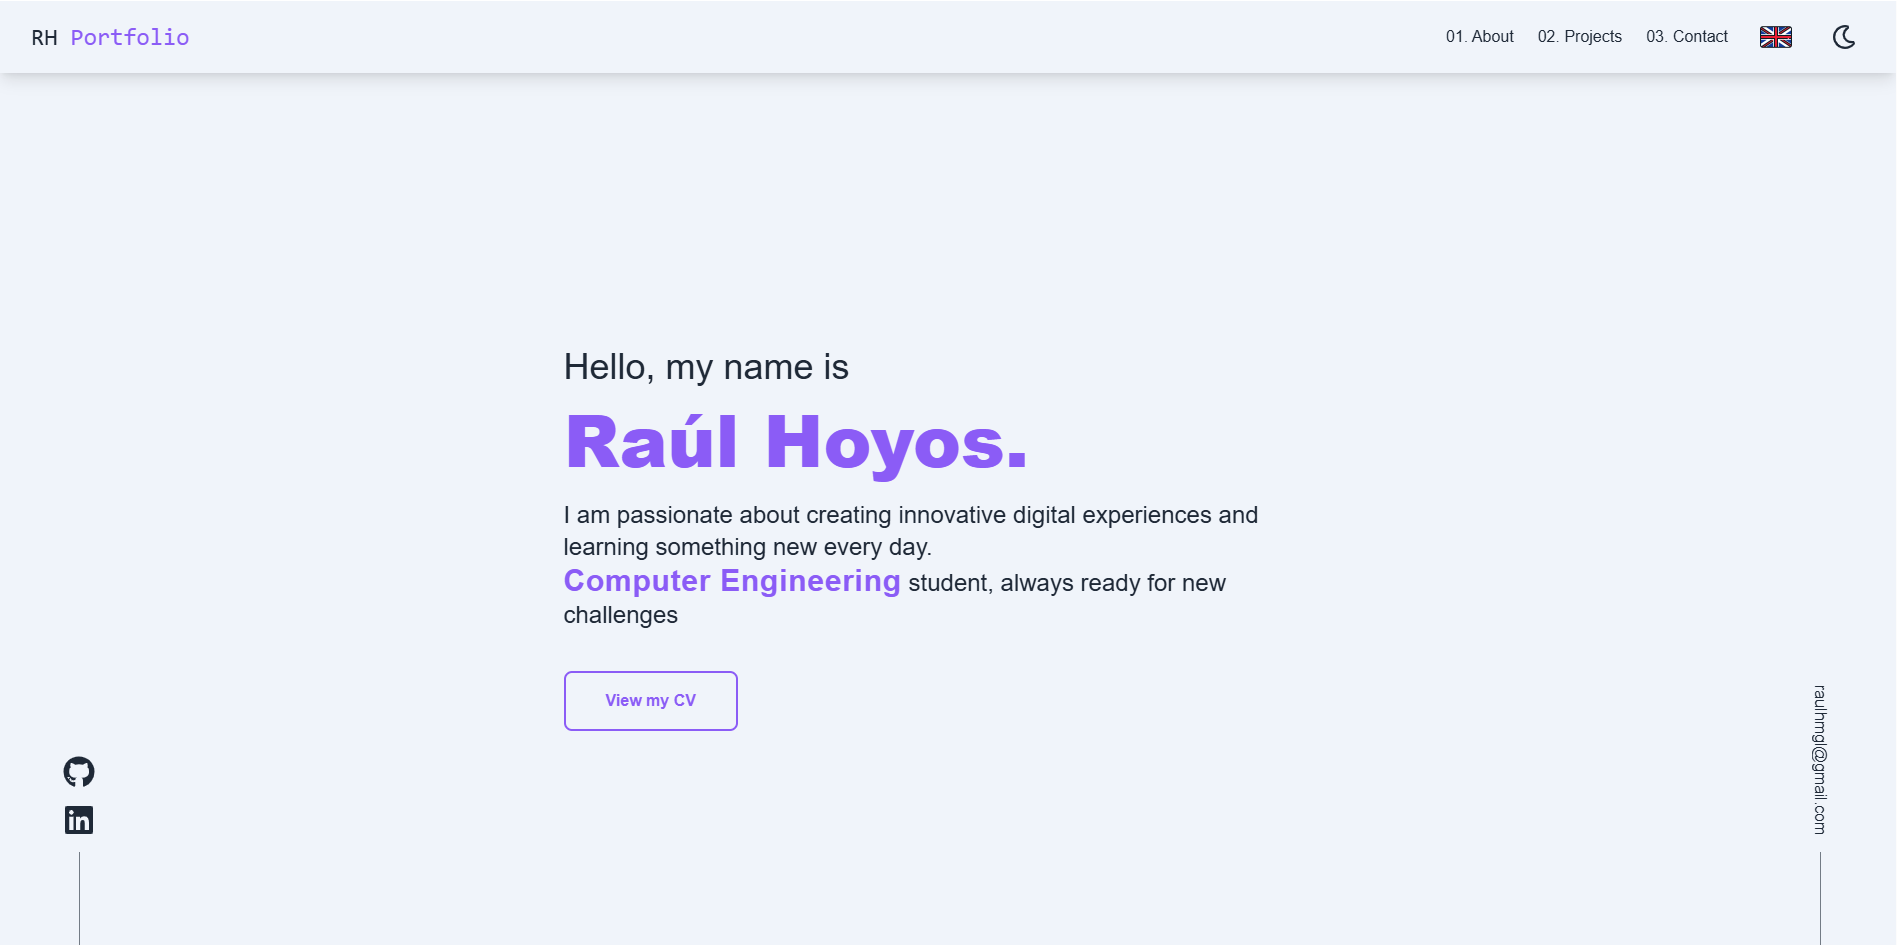 RH Portfolio
01. About
02. Projects
03. Contact
Hello, my name is
Raúl Hoyos.
I am passionate about creating innovative digital experiences and
learning something new every day.
Computer Engineering student, always ready for new
challenges
View my CV
in
raulhmgl@gmail.com